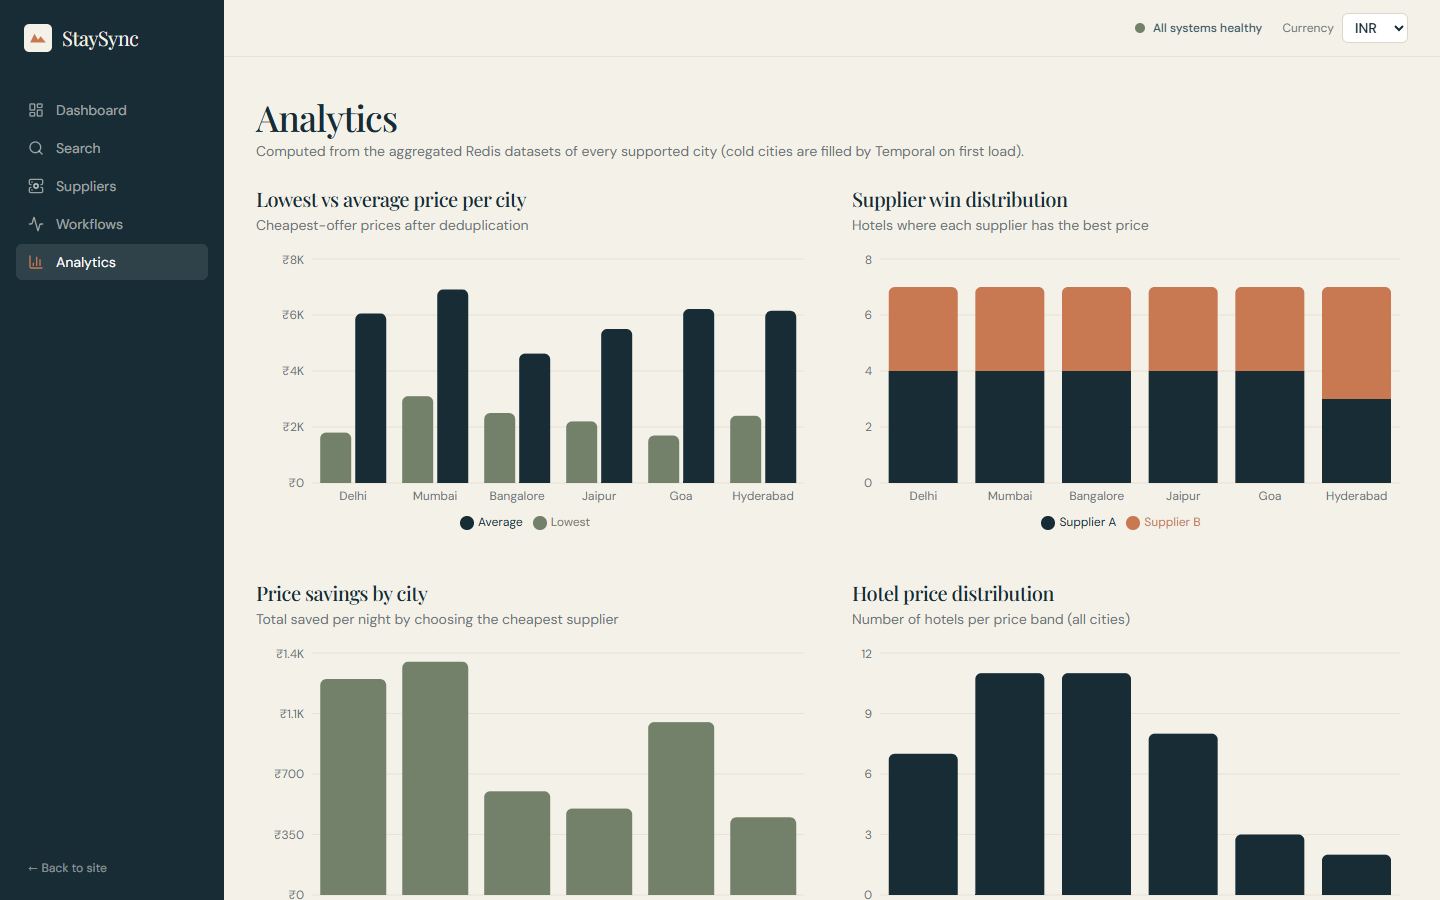 StaySync
All systems healthy
Currency
INR
Dashboard
Search
Suppliers
Workflows
Analytics
← Back to site
Analytics
Computed from the aggregated Redis datasets of every supported city (cold cities are filled by Temporal on first load).
Lowest vs average price per city
Cheapest-offer prices after deduplication
₹8K
₹6K
₹4K
₹2K
₹0
Delhi Mumbai Bangalore Jaipur Goa Hyderabad
Average Lowest
Supplier win distribution
Hotels where each supplier has the best price
8
6
4
2
0
Delhi Mumbai Bangalore Jaipur Goa Hyderabad
Supplier A Supplier B
Price savings by city
Total saved per night by choosing the cheapest supplier
₹1.4K
₹1.1K
₹700
₹350
₹0
Hotel price distribution
Number of hotels per price band (all cities)
12
9
6
3
0